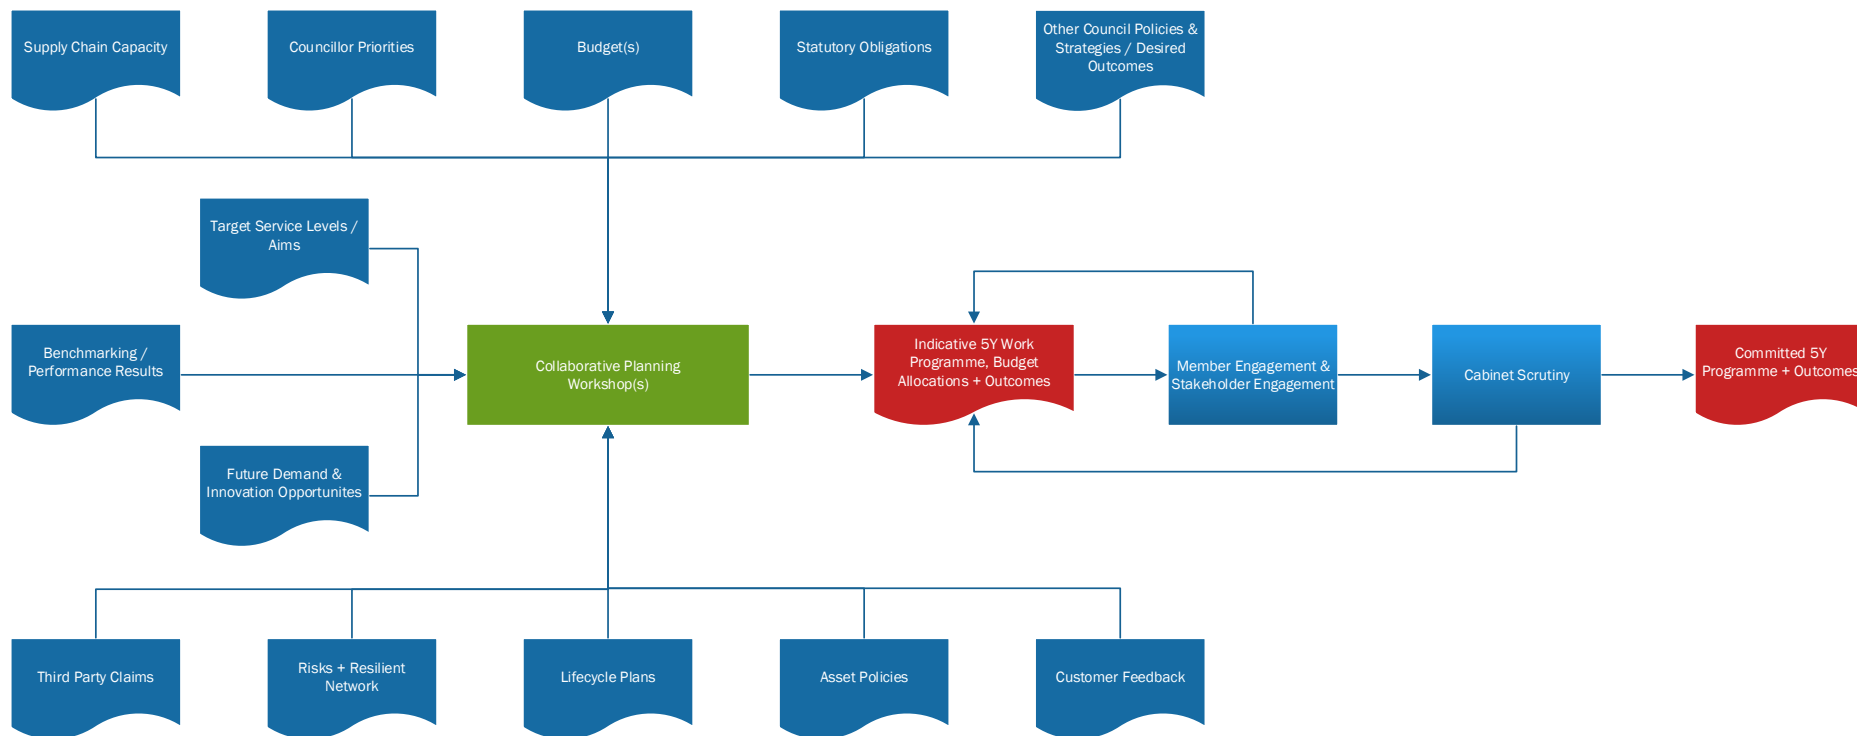 Supply Chain Capacity
Councillor Priorities
Budget(s)
Statutory Obligations
Other Council Policies &
Strategies / Desired
Outcomes
Target Service Levels /
Aims
Benchmarking /
Performance Results
Future Demand &
Innovation Opportunites
Collaborative Planning
Workshop(s)
Indicative 5Y Work
Programme, Budget
Allocations + Outcomes
Member Engagement &
Stakeholder Engagement
Cabinet Scrutiny
Committed 5Y
Programme + Outcomes
Third Party Claims
Risks + Resilient
Network
Lifecycle Plans
Asset Policies
Customer Feedback